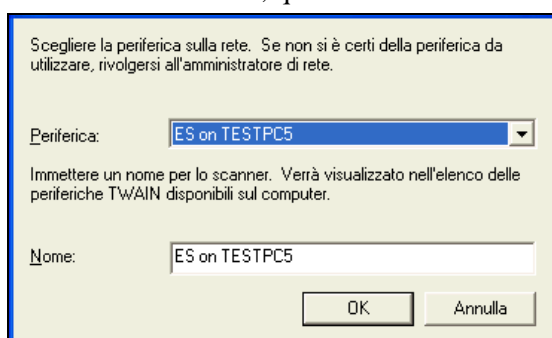 Scegliere la periferica sulla rete. Se non si è certi della periferica da
utilizzare, rivolgersi all'amministratore di rete.
Periferica: ES on TESTPC5
Immettere un nome per lo scanner. Verrà visualizzato nell'elenco delle
periferiche TWAIN disponibili sul computer.
Nome: ES on TESTPC5
OK Annulla